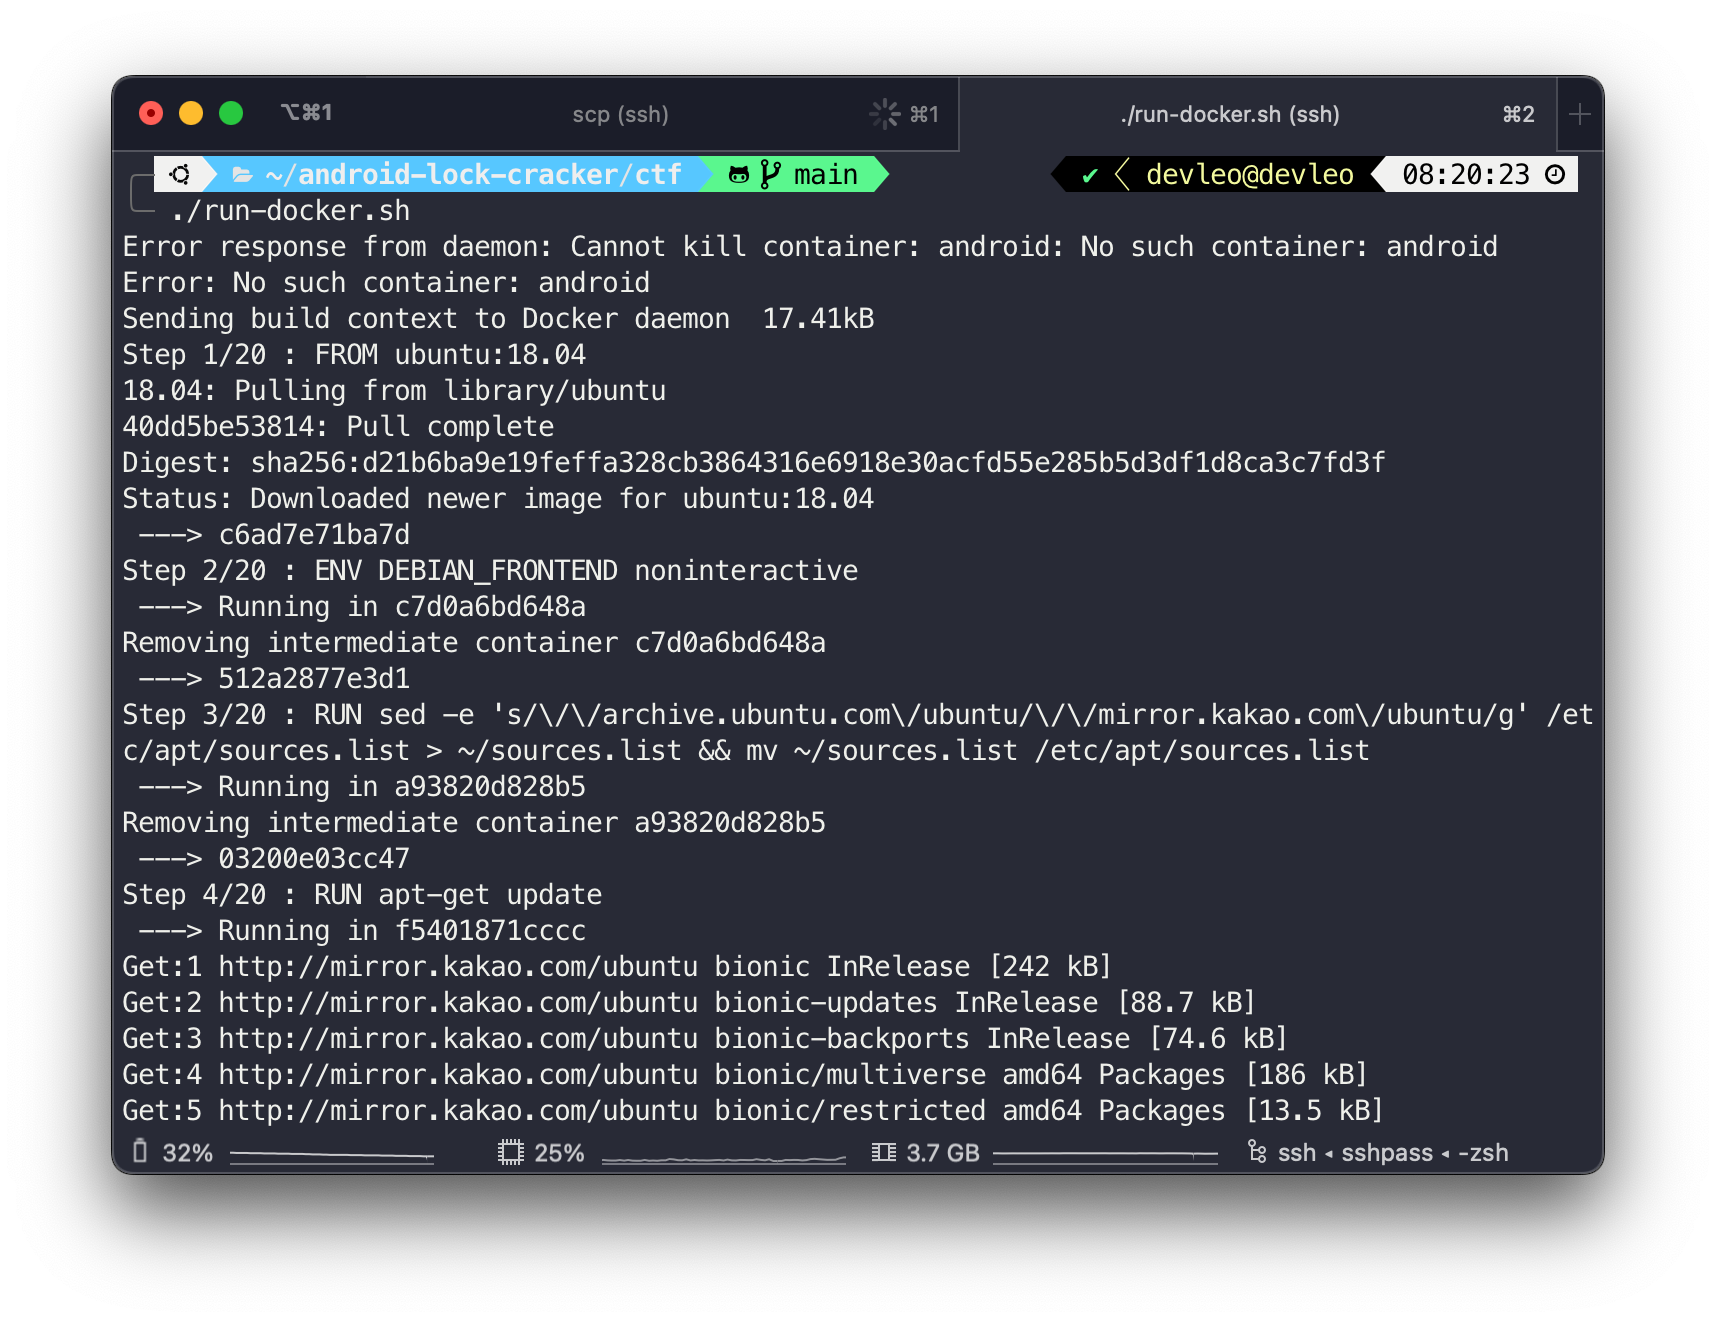 ⌥⌘1 scp (ssh) ⌘1 ./run-docker.sh (ssh) ⌘2 +
~/android-lock-cracker/ctf main ✔ devleo@devleo 08:20:23
./run-docker.sh
Error response from daemon: Cannot kill container: android: No such container: android
Error: No such container: android
Sending build context to Docker daemon  17.41kB
Step 1/20 : FROM ubuntu:18.04
18.04: Pulling from library/ubuntu
40dd5be53814: Pull complete
Digest: sha256:d21b6ba9e19feffa328cb3864316e6918e30acfd55e285b5d3df1d8ca3c7fd3f
Status: Downloaded newer image for ubuntu:18.04
 ---> c6ad7e71ba7d
Step 2/20 : ENV DEBIAN_FRONTEND noninteractive
 ---> Running in c7d0a6bd648a
Removing intermediate container c7d0a6bd648a
 ---> 512a2877e3d1
Step 3/20 : RUN sed -e 's/\/\/archive.ubuntu.com\/ubuntu/\/\/mirror.kakao.com\/ubuntu/g' /et
c/apt/sources.list > ~/sources.list && mv ~/sources.list /etc/apt/sources.list
 ---> Running in a93820d828b5
Removing intermediate container a93820d828b5
 ---> 03200e03cc47
Step 4/20 : RUN apt-get update
 ---> Running in f5401871cccc
Get:1 http://mirror.kakao.com/ubuntu bionic InRelease [242 kB]
Get:2 http://mirror.kakao.com/ubuntu bionic-updates InRelease [88.7 kB]
Get:3 http://mirror.kakao.com/ubuntu bionic-backports InRelease [74.6 kB]
Get:4 http://mirror.kakao.com/ubuntu bionic/multiverse amd64 Packages [186 kB]
Get:5 http://mirror.kakao.com/ubuntu bionic/restricted amd64 Packages [13.5 kB]
32% 25% 3.7 GB ssh ◂ sshpass ◂ -zsh